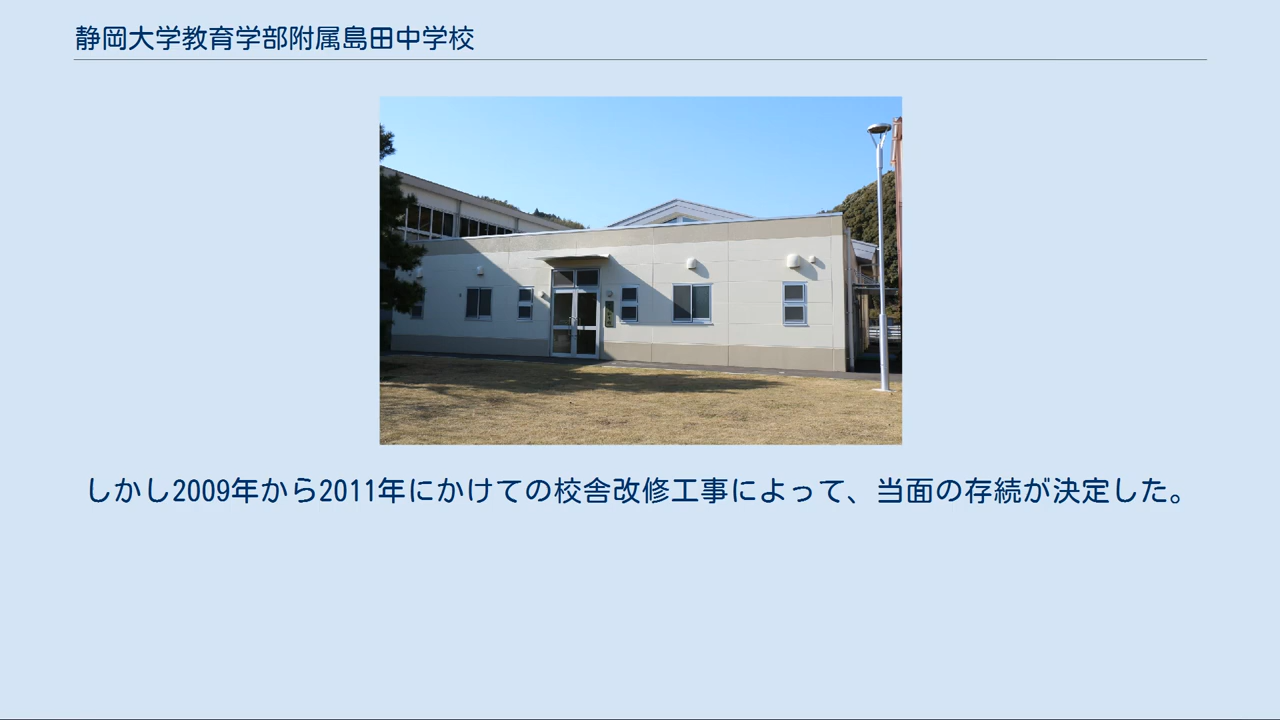 静岡大学教育学部附属島田中学校
しかし2009年から2011年にかけての校舎改修工事によって、当面の存続が決定した。